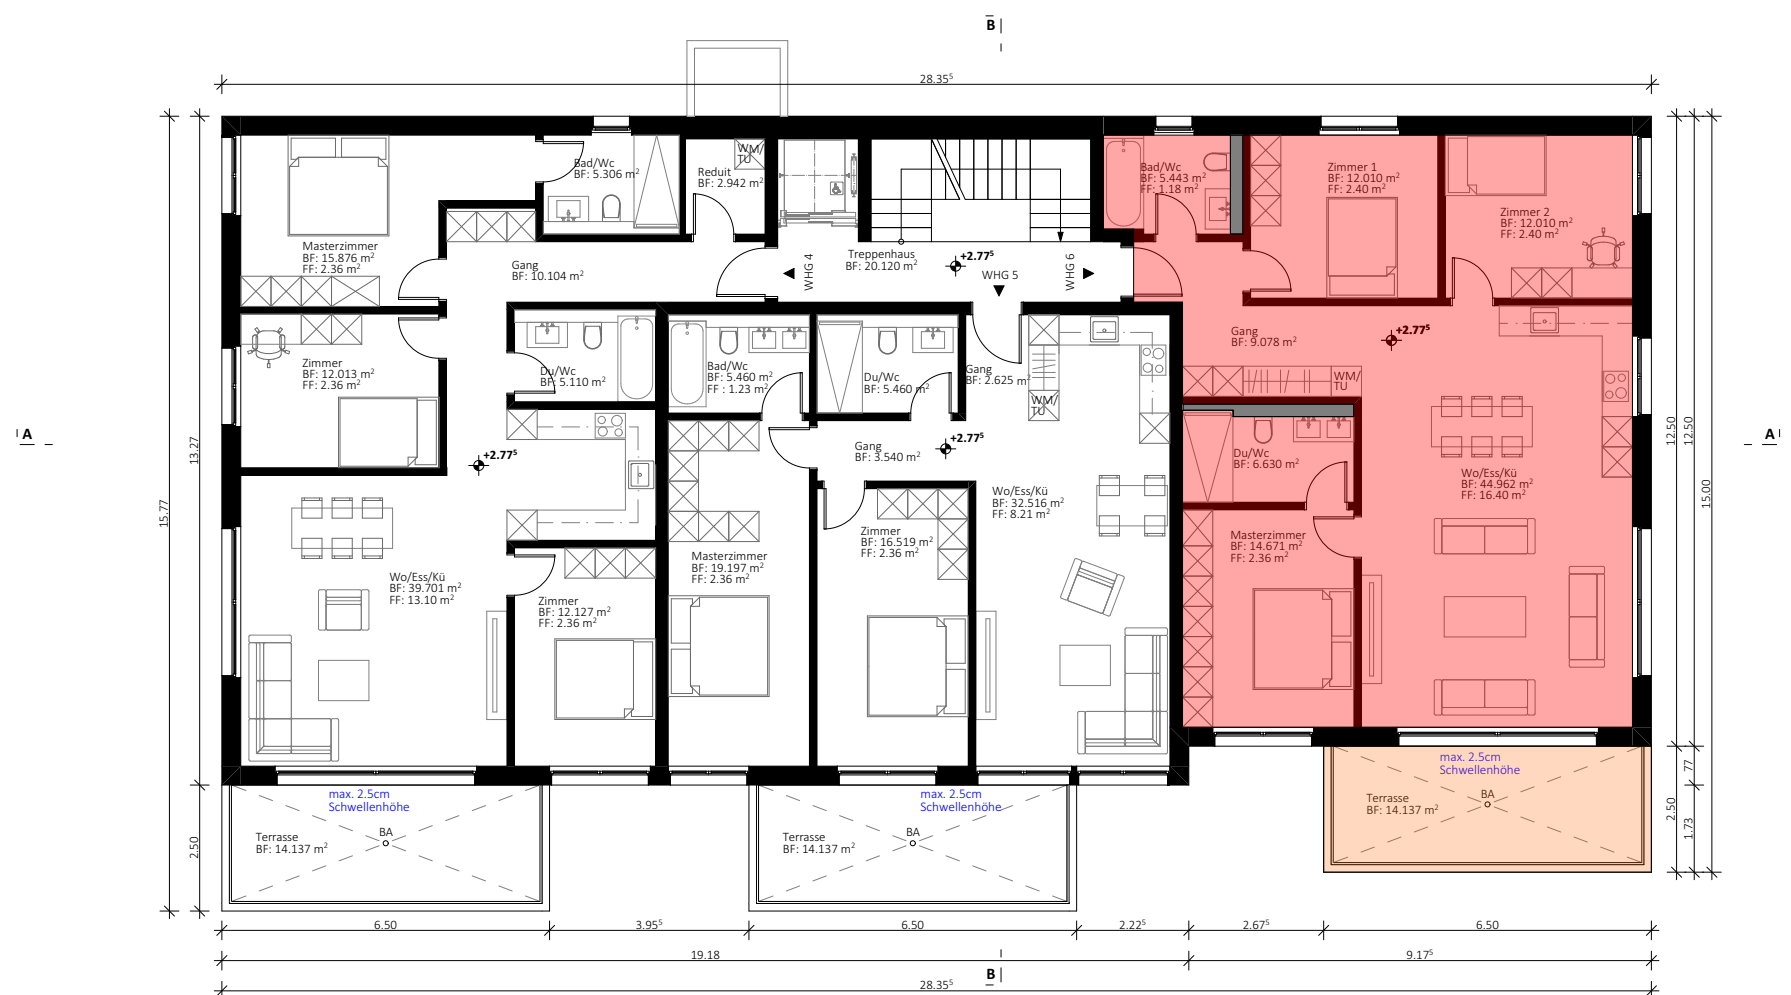 B
28.35⁵
Bad/Wc
BF: 5.306 m²
Reduit
BF: 2.942 m²
WM/
TU
Masterzimmer
BF: 15.876 m²
FF: 2.36 m²
Gang
BF: 10.104 m²
WHG 4
Treppenhaus
BF: 20.120 m²
+2.77⁵
WHG 5
WHG 6
Bad/Wc
BF: 5.443 m²
FF: 1.18 m²
Zimmer 1
BF: 12.010 m²
FF: 2.40 m²
Zimmer 2
BF: 12.010 m²
FF: 2.40 m²
Zimmer
BF: 12.013 m²
FF: 2.36 m²
Du/Wc
BF: 5.110 m²
Bad/Wc
BF: 5.460 m²
FF : 1.23 m²
Du/Wc
BF: 5.460 m²
Gang
BF: 2.625 m²
WM/
TU
Gang
BF: 9.078 m²
+2.77⁵
WM/
TU
A
A
13.27
15.77
12.50
12.50
15.00
+2.77⁵
Gang
BF: 3.540 m²
+2.77⁵
Du/Wc
BF: 6.630 m²
Wo/Ess/Kü
BF: 44.962 m²
FF: 16.40 m²
Wo/Ess/Kü
BF: 32.516 m²
FF: 8.21 m²
Zimmer
BF: 16.519 m²
FF: 2.36 m²
Masterzimmer
BF: 14.671 m²
FF: 2.36 m²
Masterzimmer
BF: 19.197 m²
FF: 2.36 m²
Wo/Ess/Kü
BF: 39.701 m²
FF: 13.10 m²
Zimmer
BF: 12.127 m²
FF: 2.36 m²
max. 2.5cm
Schwellenhöhe
77
max. 2.5cm
Schwellenhöhe
max. 2.5cm
Schwellenhöhe
Terrasse
BF: 14.137 m²
BA
2.50
1.73
Terrasse
BF: 14.137 m²
BA
Terrasse
BF: 14.137 m²
BA
2.50
6.50
3.95⁵
6.50
2.22⁵
2.67⁵
6.50
19.18
9.17⁵
B
28.35⁵